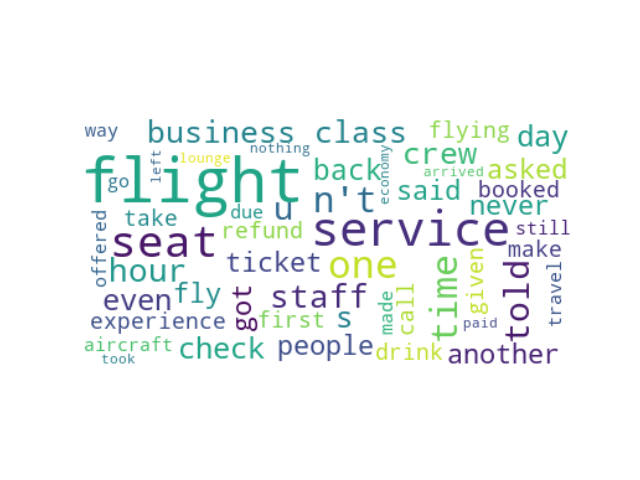 way
business class
flying
day
nothing
flight
lounge
left
go
economy
back
crew
arrived
asked
said
booked
never
u
n't
due
take
refund
service
still
offered
seat
make
hour
ticket
one
time
given
told
travel
even
fly
got
staff
made
call
paid
experience
first
s
aircraft
took
check
people
drink
another